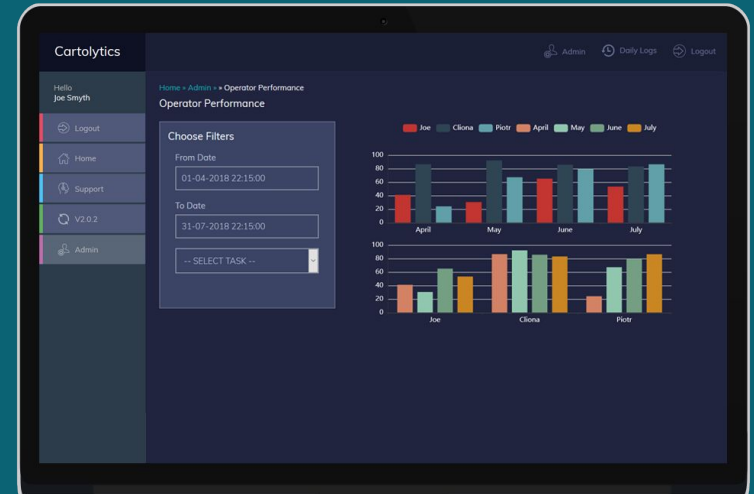 Cartolytics
Admin
Daily Logs
Logout
Hello
Joe Smyth
Logout
Home
Support
V2.0.2
Admin
Home » Admin » » Operator Performance
Operator Performance
Choose Filters
From Date
01-04-2018 22:15:00
To Date
31-07-2018 22:15:00
-- SELECT TASK --
Joe Cliona Piotr April May June July
100
80
60
40
20
0
April May June July
100
80
60
40
20
0
Joe Cliona Piotr